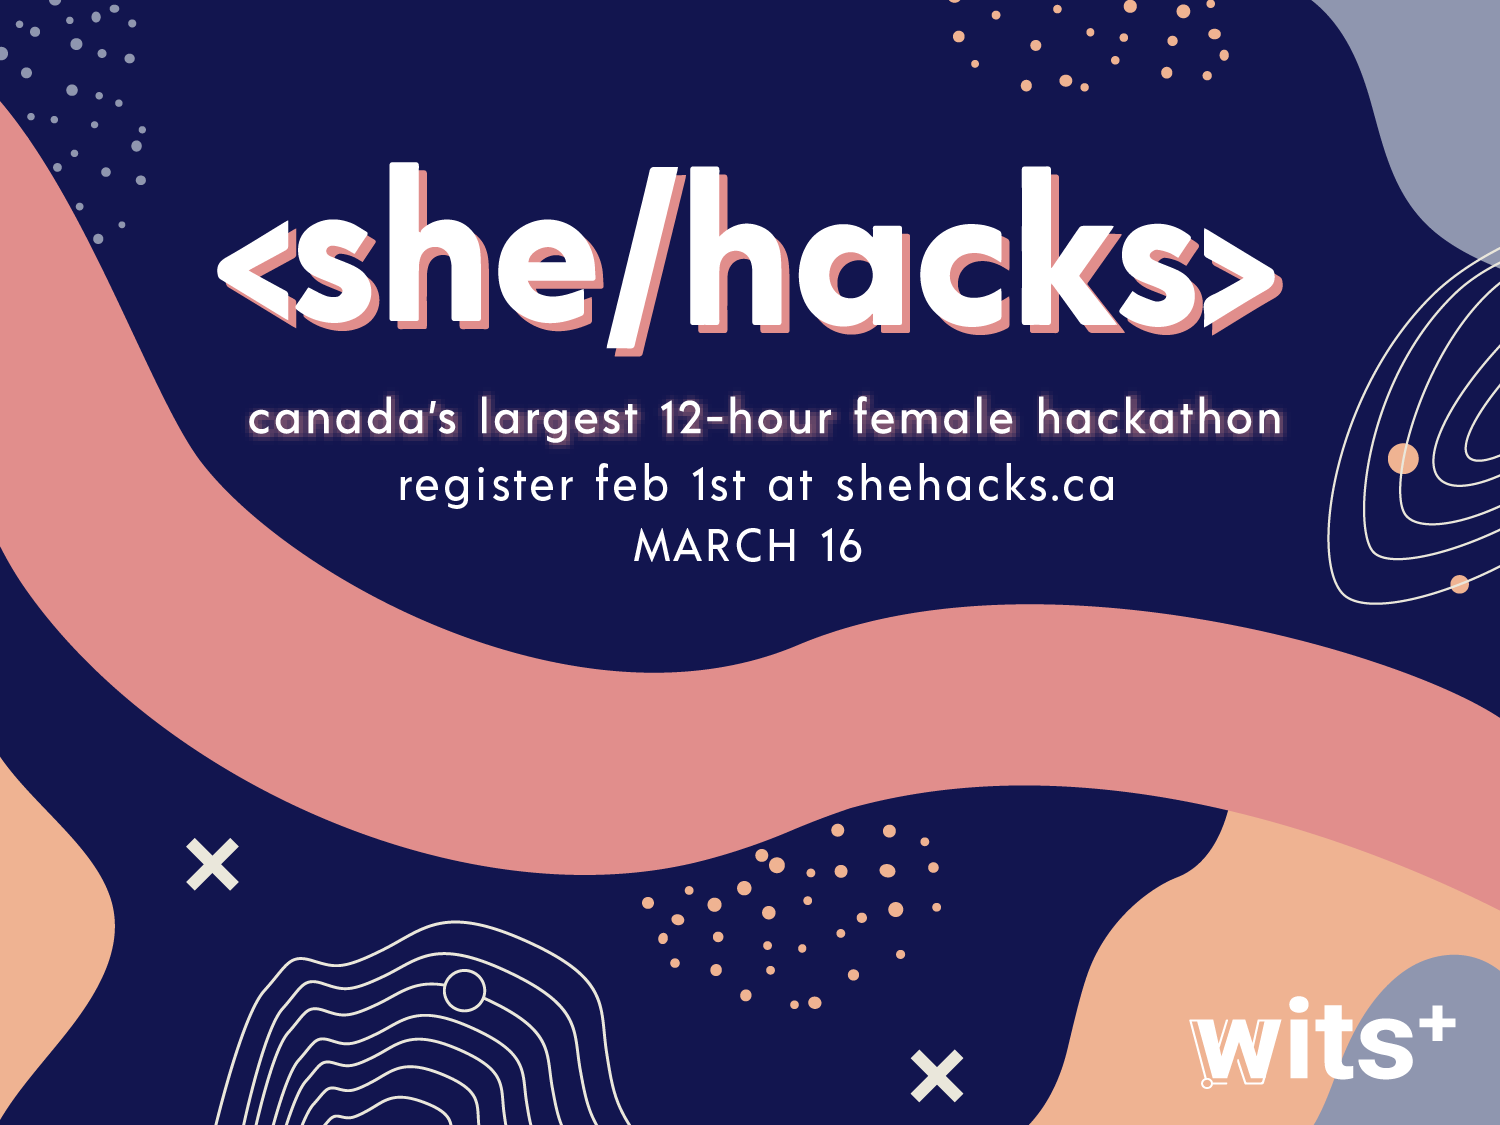 <she/hacks>
canada's largest 12-hour female hackathon
register feb 1st at shehacks.ca
MARCH 16
wits+